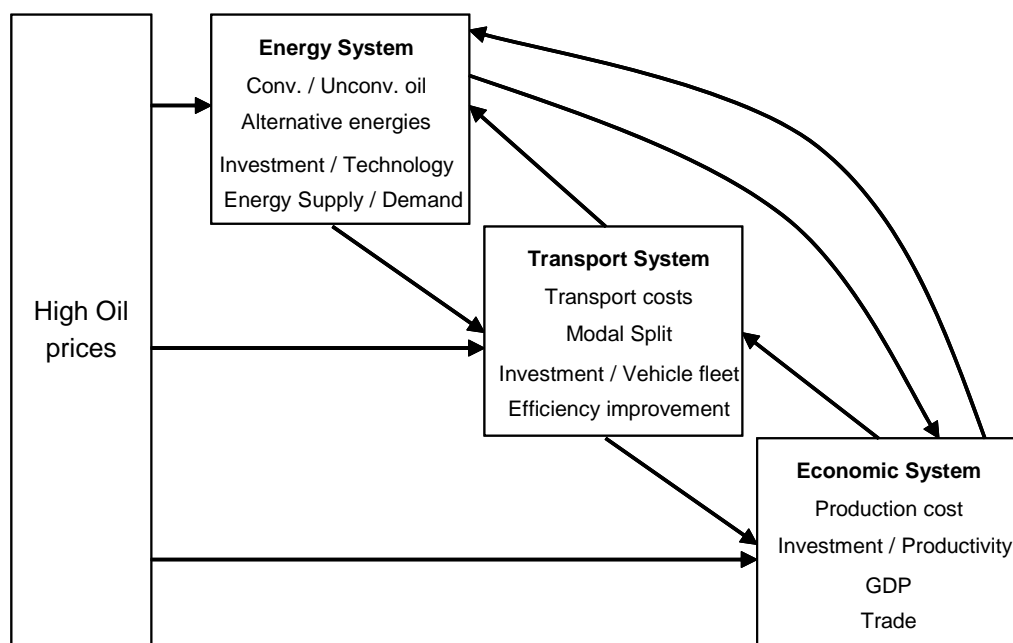 High Oil
prices
Energy System
Conv. / Unconv. oil
Alternative energies
Investment / Technology
Energy Supply / Demand
Transport System
Transport costs
Modal Split
Investment / Vehicle fleet
Efficiency improvement
Economic System
Production cost
Investment / Productivity
GDP
Trade